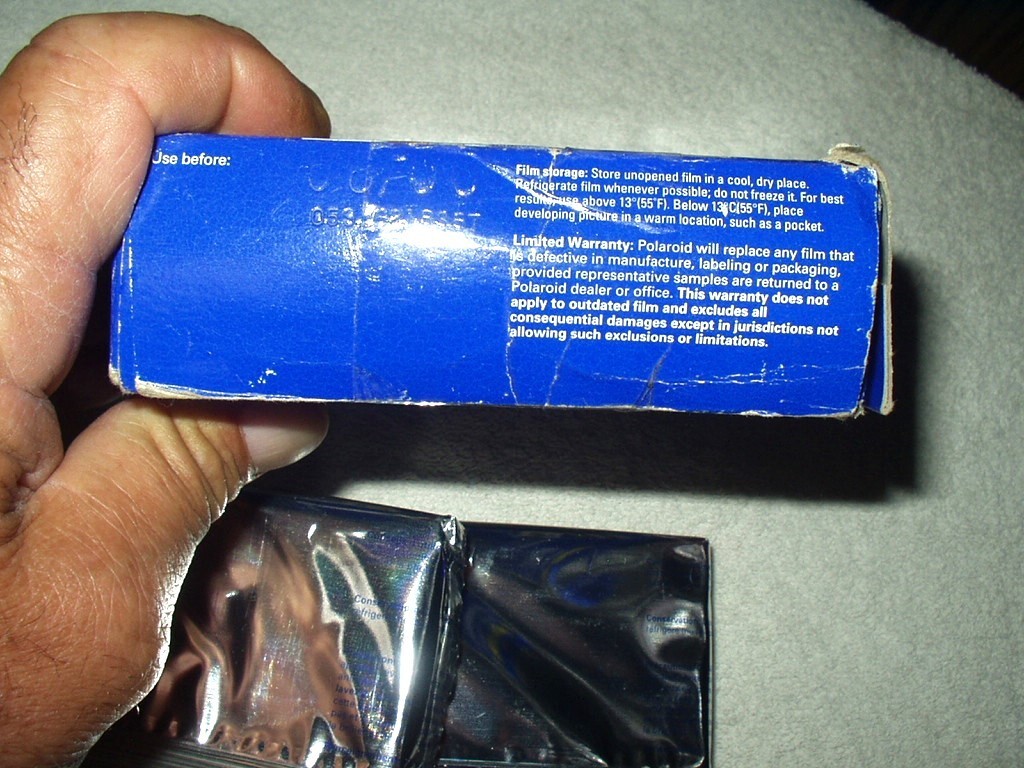 Use before:
Film storage: Store unopened film in a cool, dry place.
Refrigerate film whenever possible; do not freeze it. For best
results, use above 13°(55°F). Below 13°C(55°F), place
developing picture in a warm location, such as a pocket.
Limited Warranty: Polaroid will replace any film that
is defective in manufacture, labeling or packaging,
provided representative samples are returned to a
Polaroid dealer or office. This warranty does not
apply to outdated film and excludes all
consequential damages except in jurisdictions not
allowing such exclusions or limitations.